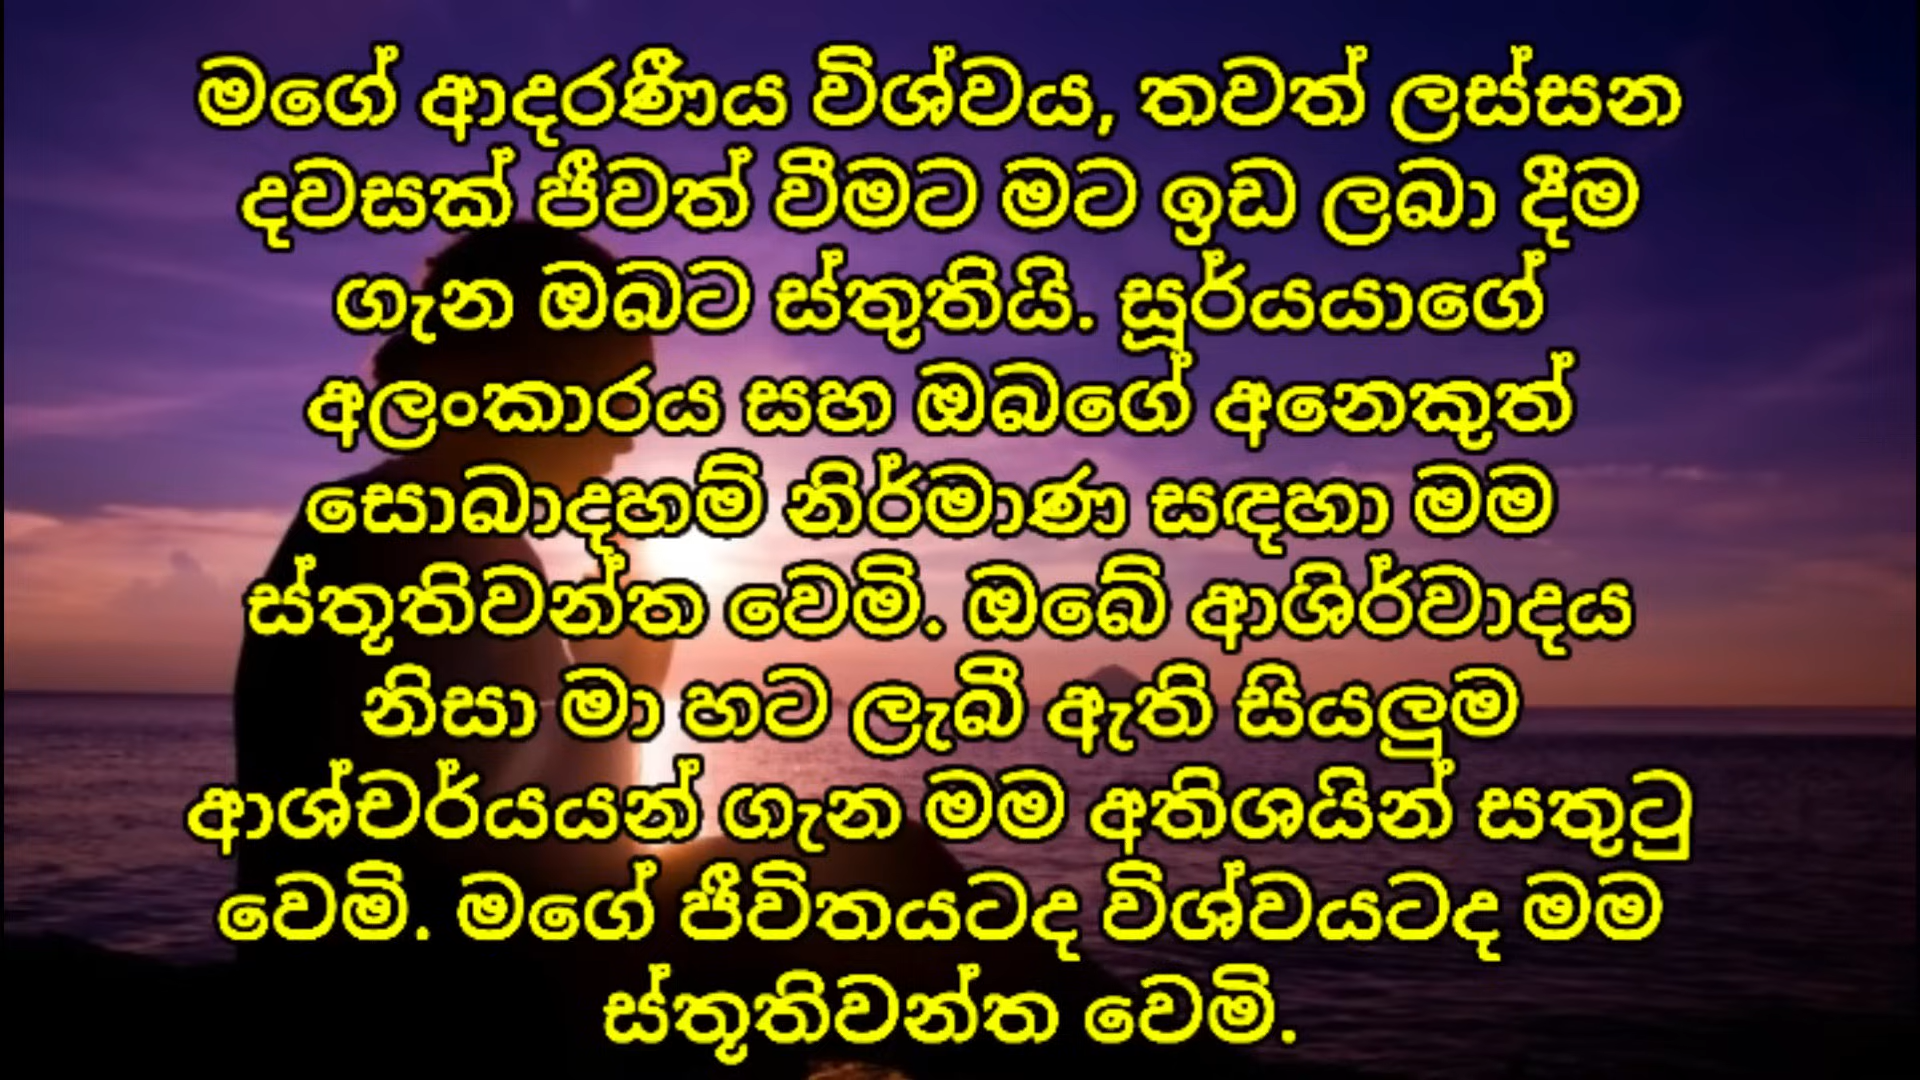 මගේ ආදරණීය විශ්වය, තවත් ලස්සන
දවසක් ජීවත් වීමට මට ඉඩ ලබා දීම
ගැන ඔබට ස්තුතියි. සූර්යයාගේ
අලංකාරය සහ ඔබගේ අනෙකුත්
සොබාදහම් නිර්මාණ සඳහා මම
ස්තූතිවන්ත වෙමි. ඔබේ ආශිර්වාදය
නිසා මා හට ලැබී ඇති සියලුම
ආශ්චර්යයන් ගැන මම අතිශයින් සතුටු
වෙමි. මගේ ජීවිතයටද විශ්වයටද මම
ස්තූතිවන්ත වෙමි.